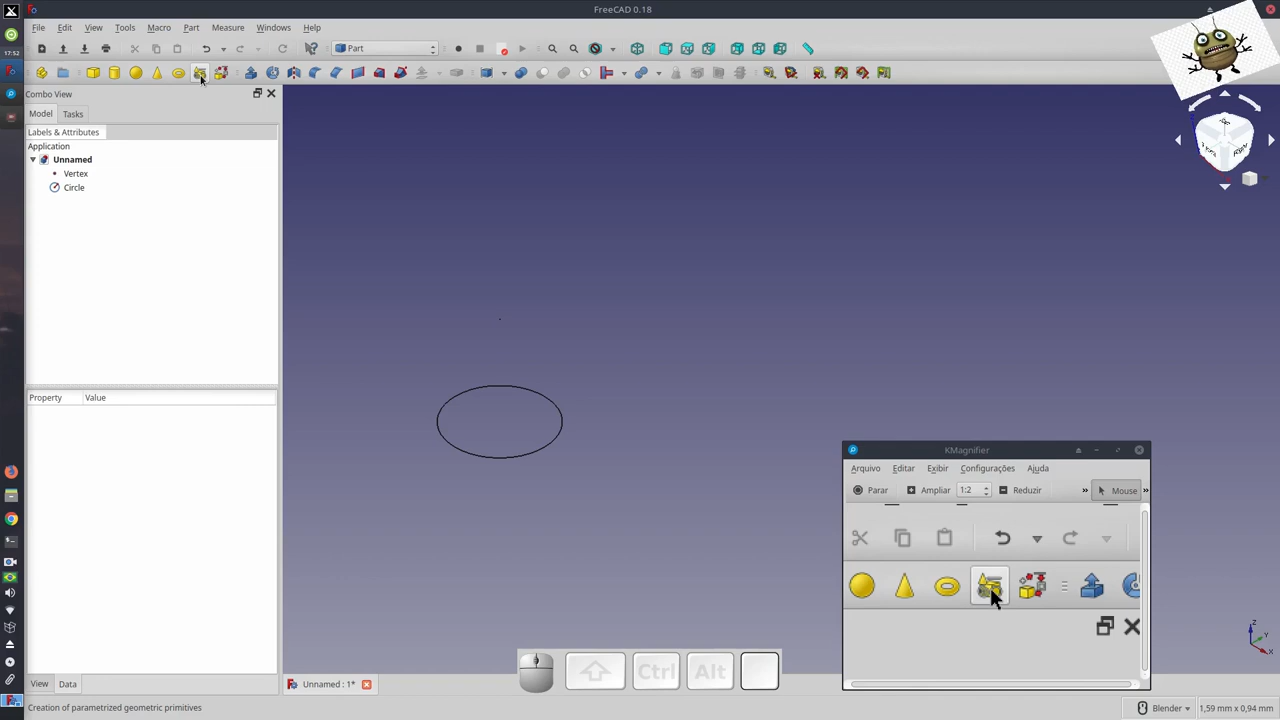 FreeCAD 0.18
File Edit View Tools Macro Part Measure Windows Help
17:52
Part
Combo View
Model Tasks
Labels & Attributes
Application
Unnamed
Vertex
Circle
Property Value
KMagnifier
Arquivo Editar Exibir Configurações Ajuda
Parar Ampliar 1:2 Reduzir » Mouse »
Ctrl Alt
View Data
Unnamed : 1*
Creation of parametrized geometric primitives
Blender 1,59 mm x 0,94 mm
Z
Y
X